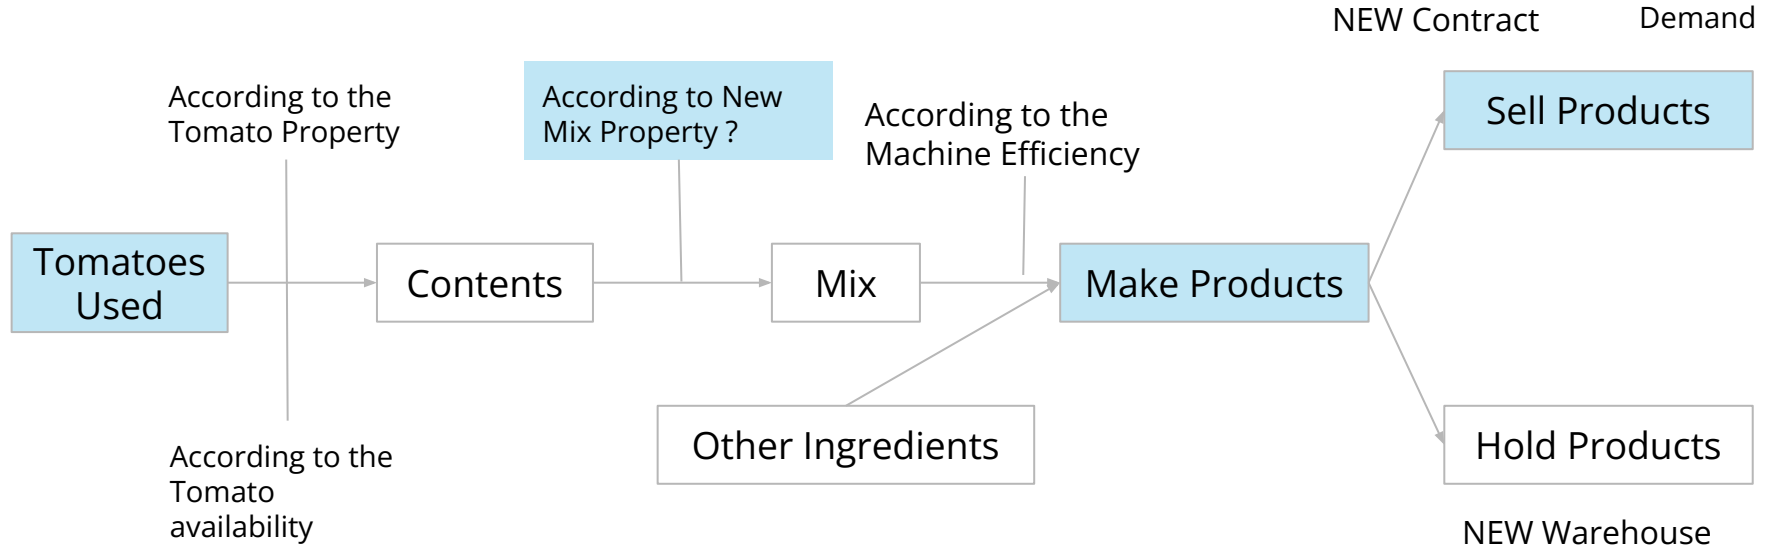 NEW Contract
Demand
According to the
Tomato Property
According to New
Mix Property ?
According to the
Machine Efficiency
Sell Products
Tomatoes
Used
Contents
Mix
Make Products
Other Ingredients
Hold Products
According to the
Tomato
availability
NEW Warehouse